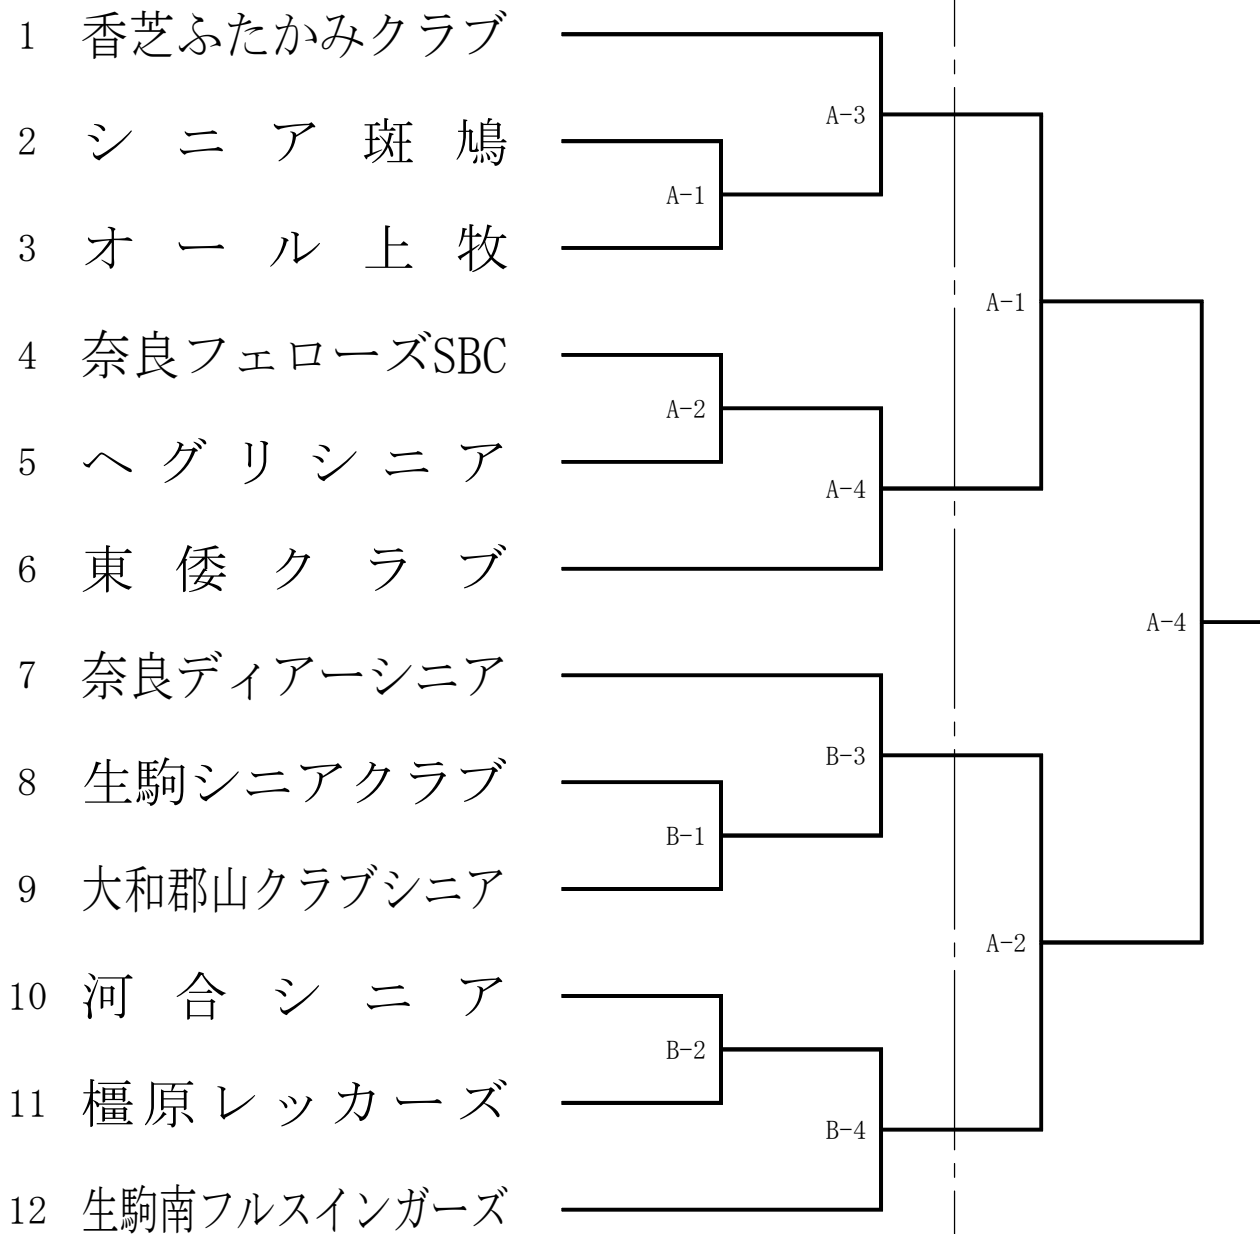 1 香芝ふたかみクラブ
A-3
2 シニア斑鳩
A-1
3 オール上牧
A-1
4 奈良フェローズSBC
A-2
5 ヘグリシニア
A-4
6 東倭クラブ
A-4
7 奈良ディアーシニア
B-3
8 生駒シニアクラブ
B-1
9 大和郡山クラブシニア
A-2
10 河合シニア
B-2
11 橿原レッカーズ
B-4
12 生駒南フルスインガーズ